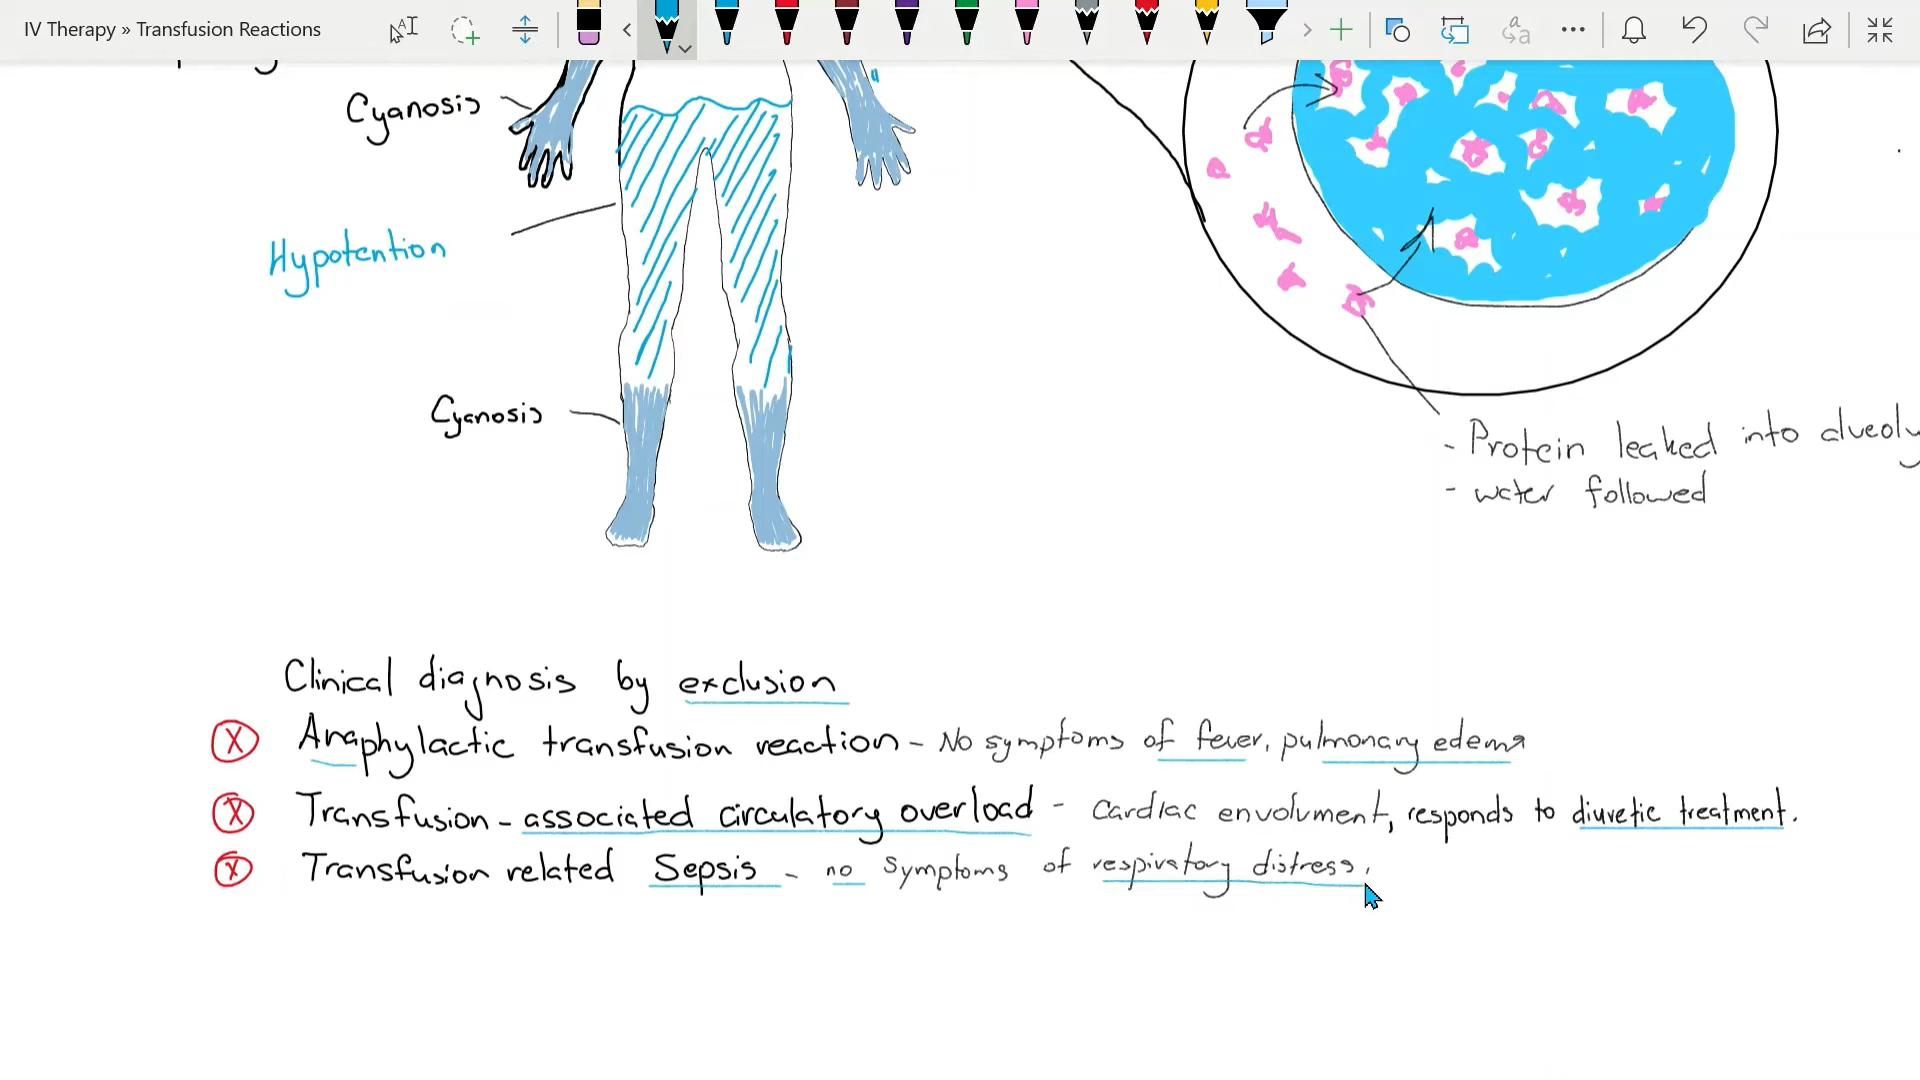 IV Therapy » Transfusion Reactions
Cyanosis
Hypotention
Cyanosis
- Protein leaked into alveoly
- water followed
Clinical diagnosis by exclusion
X Anaphylactic transfusion reaction - No symptoms of fever, pulmonary edema
X Transfusion - associated circulatory overload - cardiac envolvment, responds to diuretic treatment.
X Transfusion related Sepsis - no symptoms of respiratory distress.